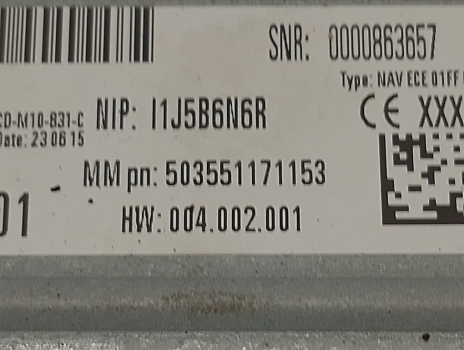 SNR: 0000863657
Type: NAV ECE 01FF
CD-M10-831-C NIP: I1J5B6N6R
CE XXX
Date: 23 06 15
MM pn: 503551171153
01 HW: 004.002.001